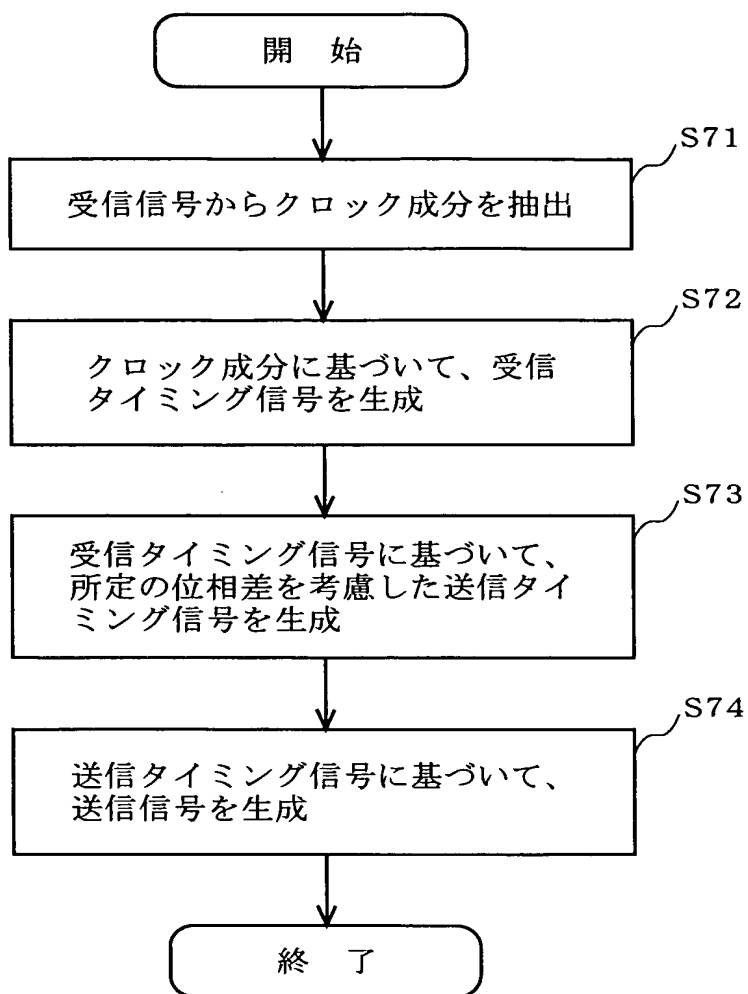 開 始
S71
受信信号からクロック成分を抽出
S72
クロック成分に基づいて、受信
タイミング信号を生成
S73
受信タイミング信号に基づいて、
所定の位相差を考慮した送信タイ
ミング信号を生成
S74
送信タイミング信号に基づいて、
送信信号を生成
終 了